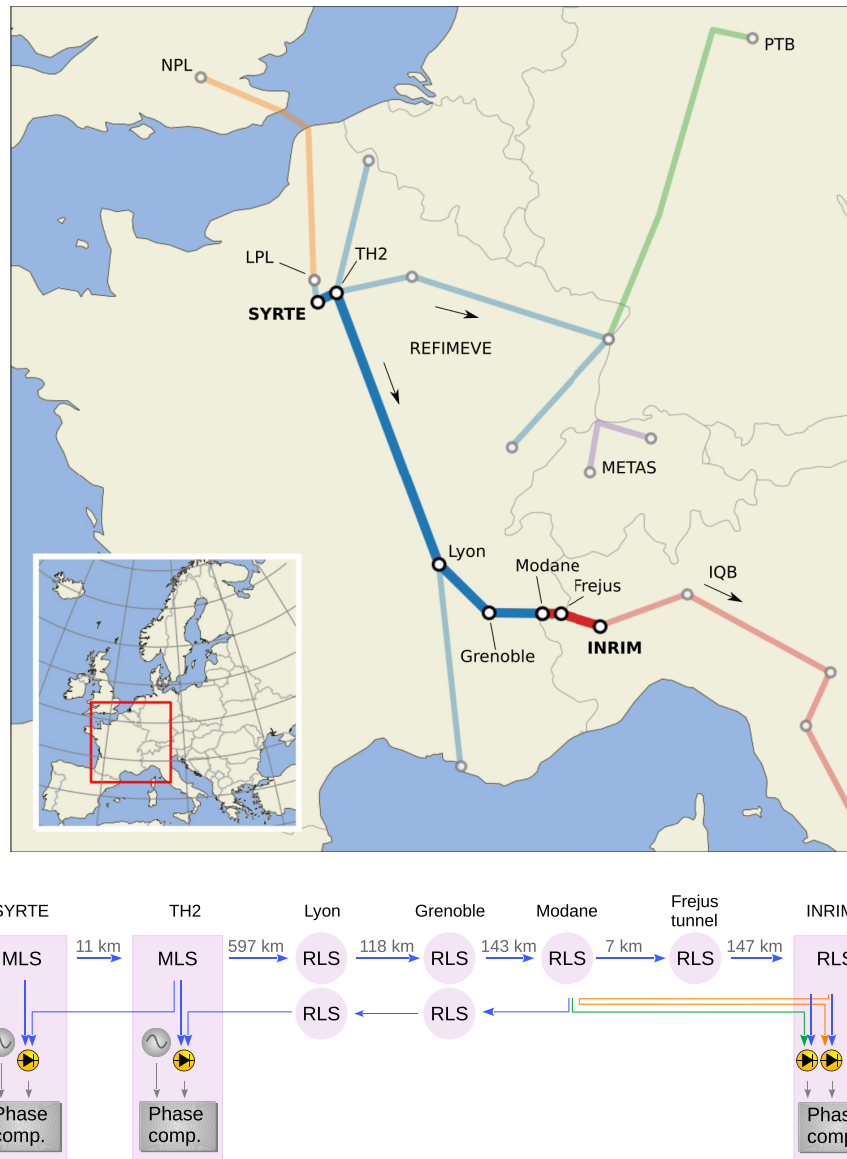 NPL
PTB
LPL
TH2
SYRTE
REFIMEVE
METAS
Lyon
Modane
Frejus
IQB
Grenoble
INRIM
SYRTE
TH2
Lyon
Grenoble
Modane
Frejus
tunnel
INRIM
MLS
11 km
MLS
597 km
RLS
118 km
RLS
143 km
RLS
7 km
RLS
147 km
RLS
RLS
RLS
Phase
comp.
Phase
comp.
Phas
comp